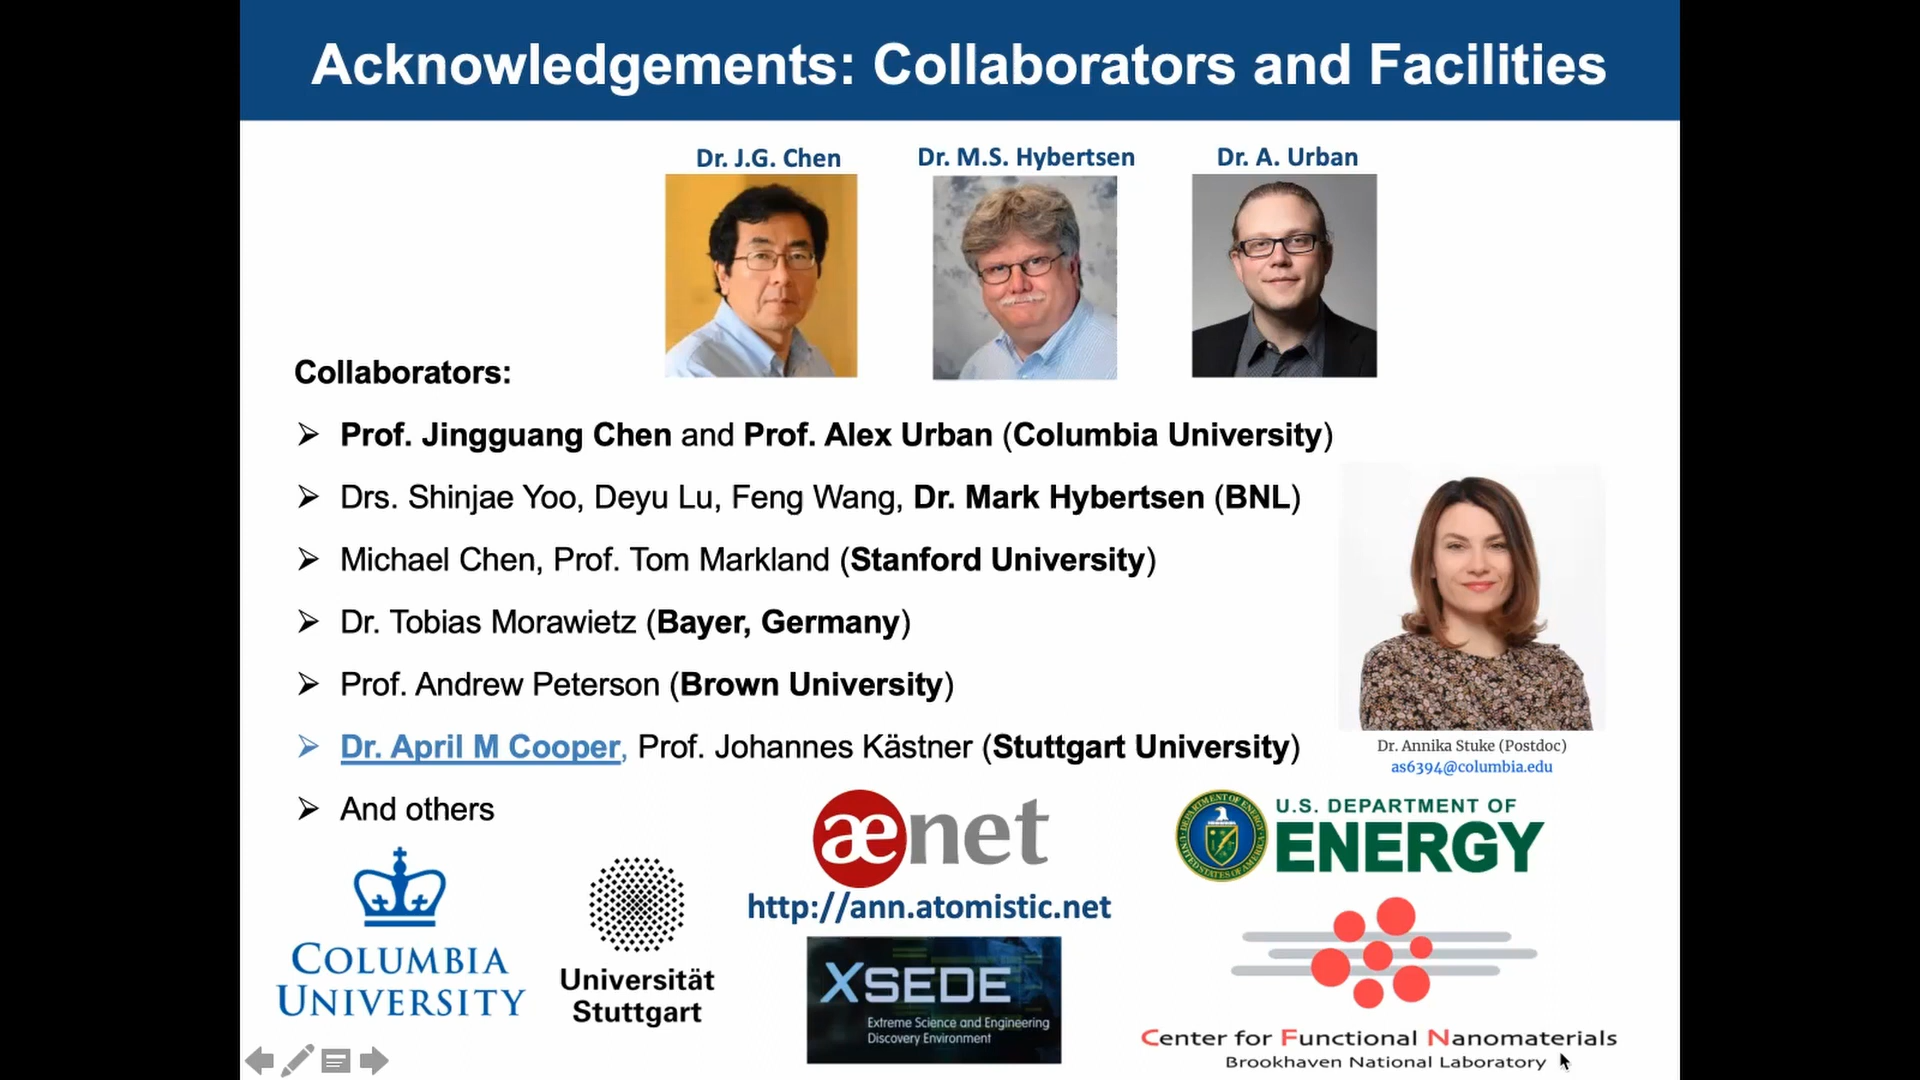 Acknowledgements: Collaborators and Facilities
Dr. J.G. Chen
Dr. M.S. Hybertsen
Dr. A. Urban
Collaborators:
➢ Prof. Jingguang Chen and Prof. Alex Urban (Columbia University)
➢ Drs. Shinjae Yoo, Deyu Lu, Feng Wang, Dr. Mark Hybertsen (BNL)
➢ Michael Chen, Prof. Tom Markland (Stanford University)
➢ Dr. Tobias Morawietz (Bayer, Germany)
➢ Prof. Andrew Peterson (Brown University)
➢ Dr. April M Cooper, Prof. Johannes Kästner (Stuttgart University)
➢ And others
Dr. Annika Stuke (Postdoc)
as6394@columbia.edu
ænet
http://ann.atomistic.net
U.S. DEPARTMENT OF
ENERGY
COLUMBIA
UNIVERSITY
Universität
Stuttgart
XSEDE
Extreme Science and Engineering
Discovery Environment
Center for Functional Nanomaterials
Brookhaven National Laboratory